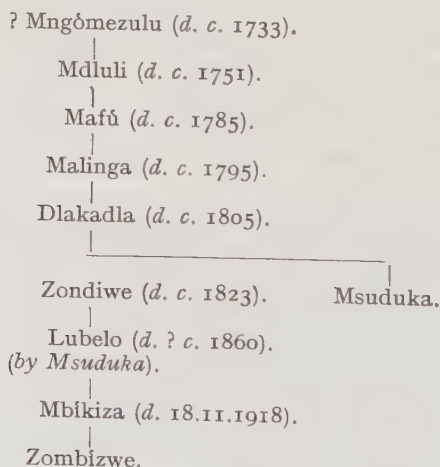 ? Mngómezulu (d. c. 1733).
Mdluli (d. c. 1751).
Mafú (d. c. 1785).
Malinga (d. c. 1795).
Dlakadla (d. c. 1805).
Zondiwe (d. c. 1823). Msuduka.
Lubelo (d. ? c. 1860).
(by Msuduka).
Mbíkiza (d. 18.11.1918).
Zombízwe.